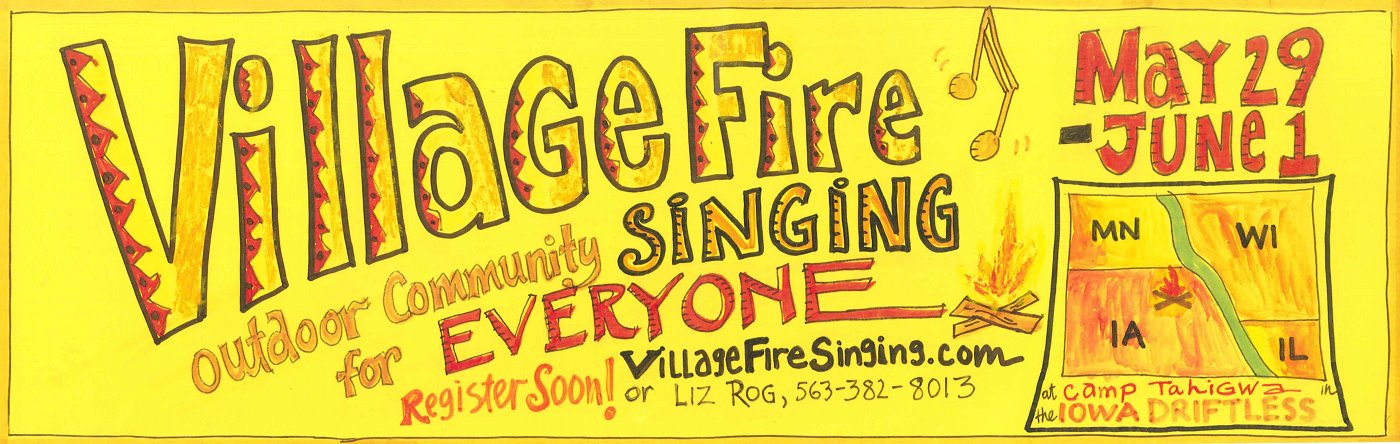 Village Fire
Outdoor Community SiNGiNG
for EVERYONE
Register Soon! VillageFireSinging.com
or Liz Rog, 563-382-8013
MAY 29
-JUNE 1
MN WI
IA IL
at Camp Tahigwa in
the IOWA DRIFTLESS